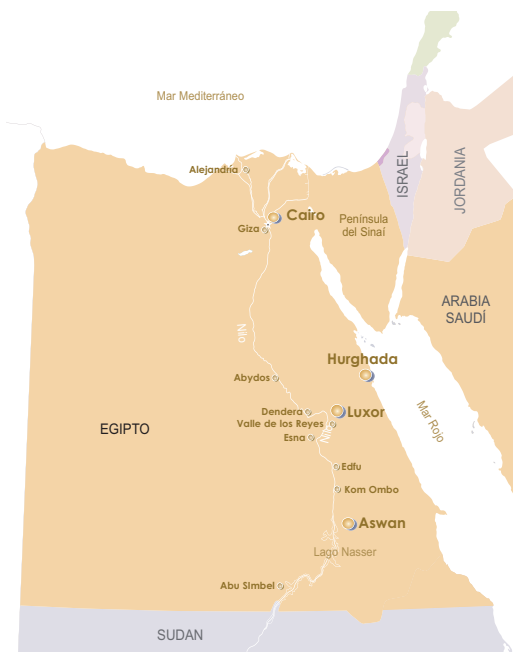 Mar Mediterráneo
ISRAEL
JORDANIA
Alejandría
Cairo
Giza
Península
del Sinaí
ARABIA
SAUDÍ
Nilo
Hurghada
Abydos
Mar Rojo
Dendera
Luxor
Valle de los Reyes
Nilo
Esna
EGIPTO
Edfu
Kom Ombo
Aswan
Lago Nasser
Abu SImbel
SUDAN